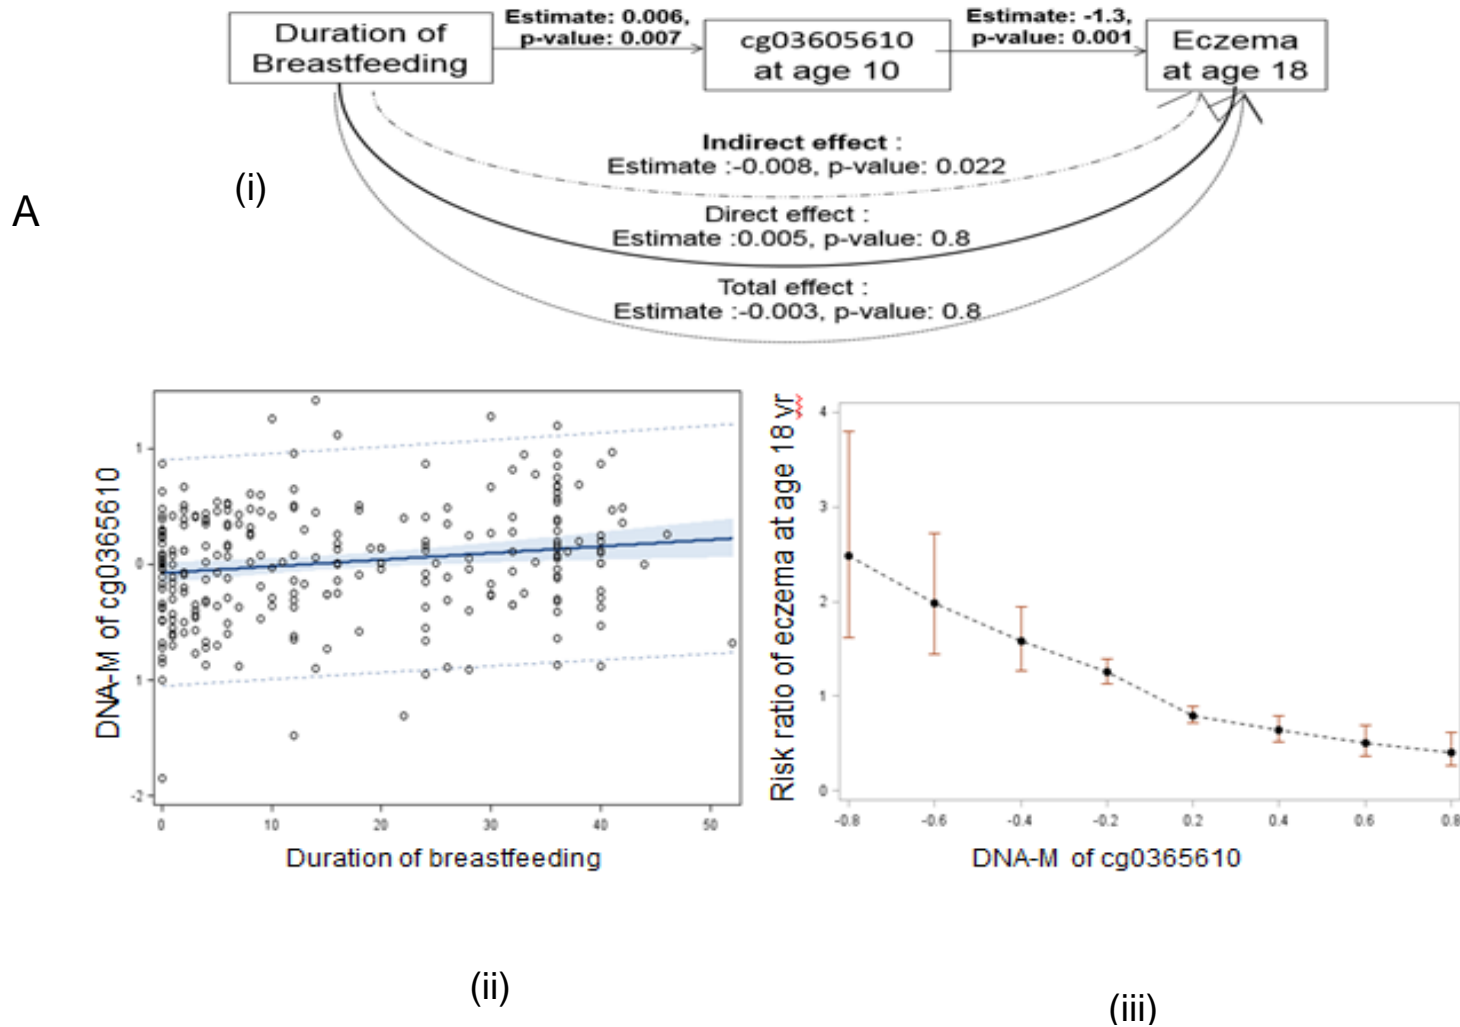 Duration of
Breastfeeding
Estimate: 0.006,
p-value: 0.007
cg03605610
at age 10
Estimate: -1.3,
p-value: 0.001
Eczema
at age 18
Indirect effect :
Estimate :-0.008, p-value: 0.022
Direct effect :
Estimate :0.005, p-value: 0.8
Total effect :
Estimate :-0.003, p-value: 0.8
A
(i)
DNA-M of cg0365610
1
0
1
-2
0 10 20 30 40 50
Duration of breastfeeding
(ii)
Risk ratio of eczema at age 18 yr
4
3
2
1
0
-0.8 -0.6 -0.4 -0.2 0.2 0.4 0.6 0.8
DNA-M of cg0365610
(iii)